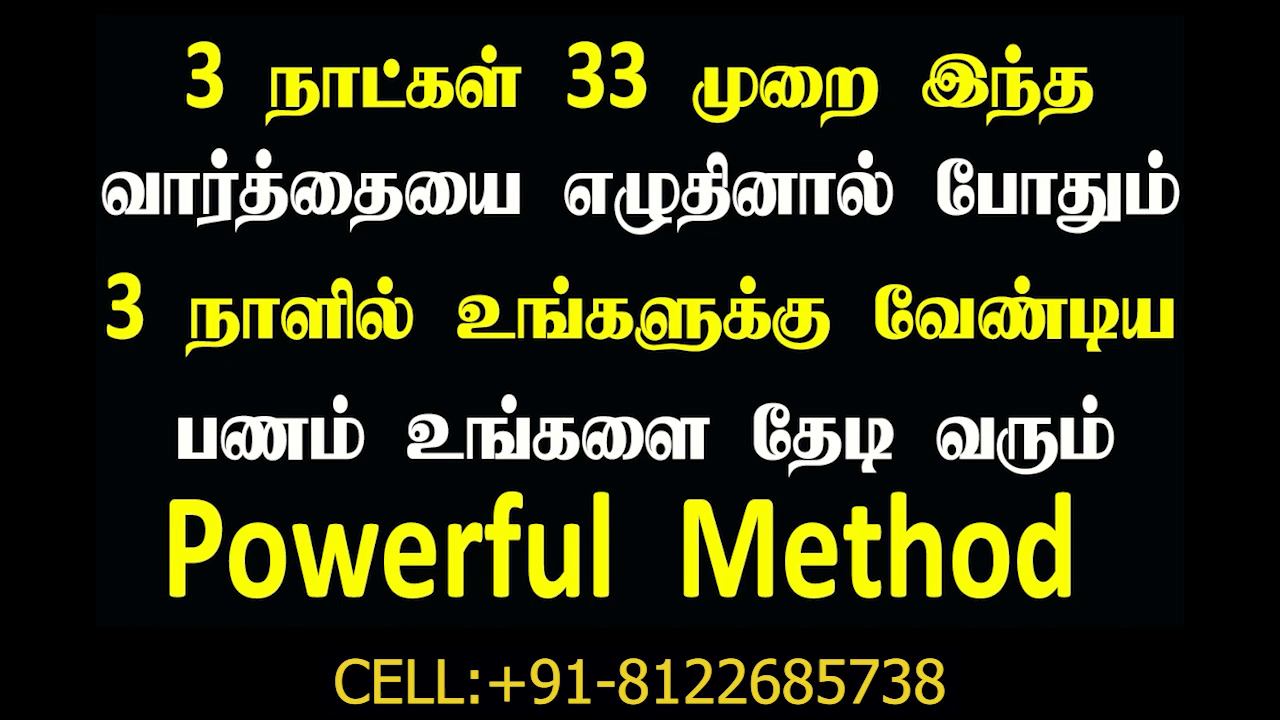 3 நாட்கள் 33 முறை இந்த
வார்த்தையை எழுதினால் போதும்
3 நாளில் உங்களுக்கு வேண்டிய
பணம் உங்களை தேடி வரும்
Powerful Method
CELL:+91-8122685738